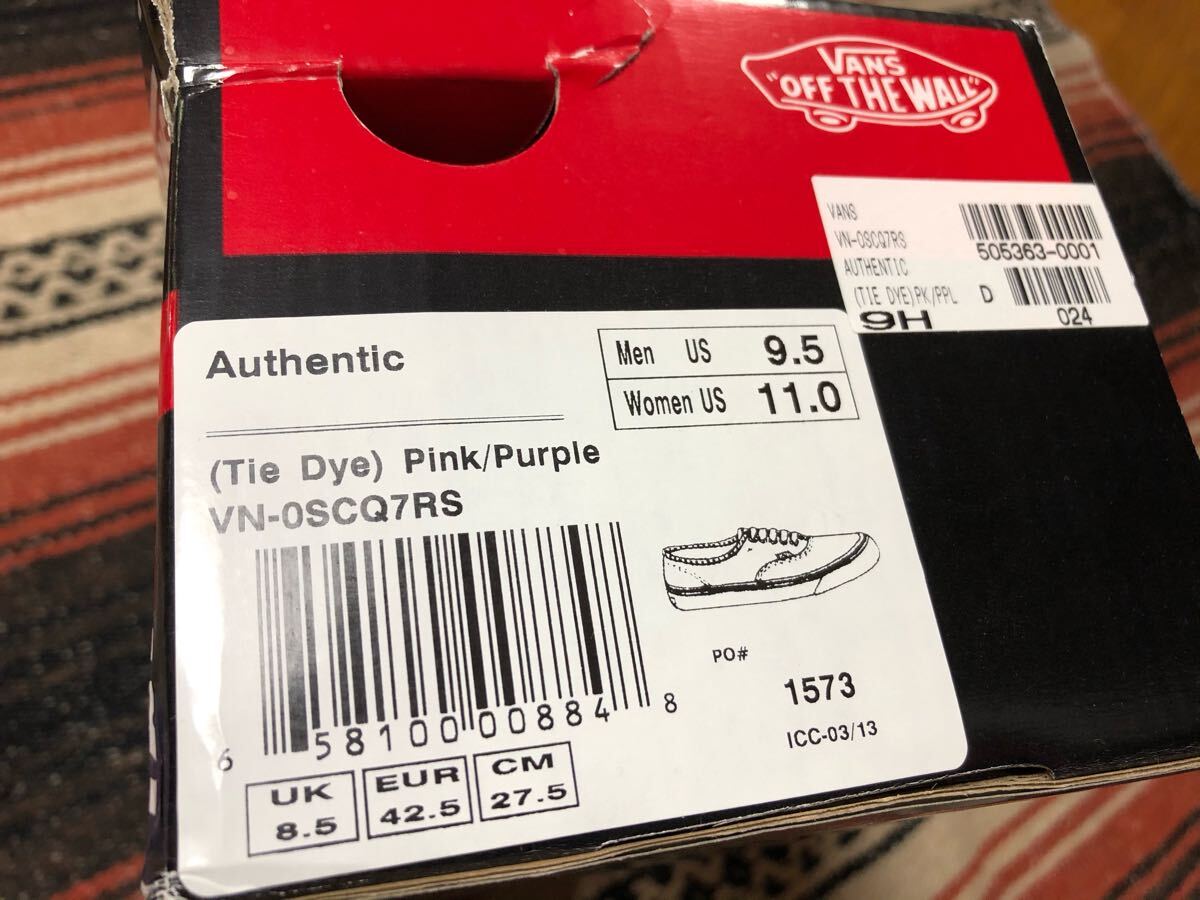 VANS
"OFF THE WALL"
VANS
VN-0SCQ7RS
505363-0001
AUTHENTIC
(TIE DYE)PK/PPL D
9H
024
Authentic
Men US 9.5
Women US 11.0
(Tie Dye) Pink/Purple
VN-0SCQ7RS
6 58100 00884 8
PO#
1573
ICC-03/13
UK
8.5
EUR
42.5
CM
27.5